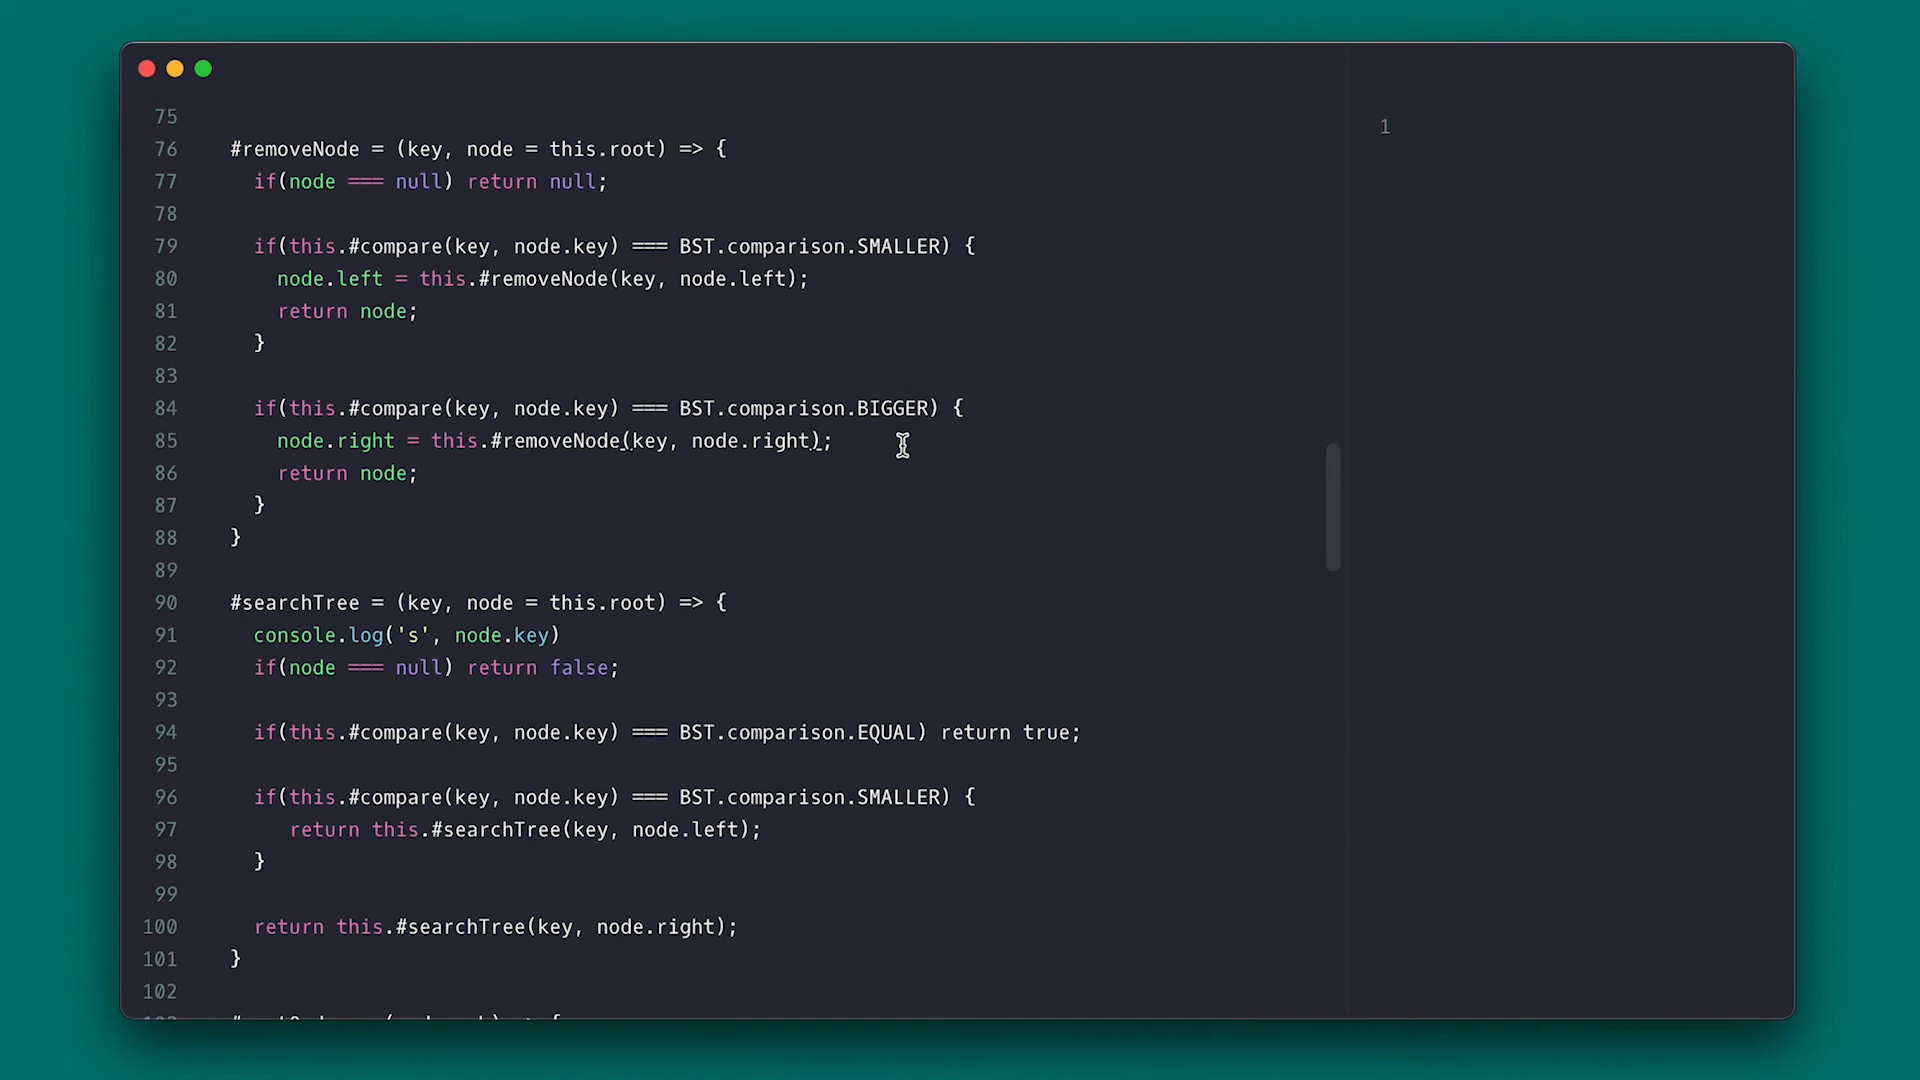 75
1
76 #removeNode = (key, node = this.root) => {
77 if(node === null) return null;
78
79 if(this.#compare(key, node.key) === BST.comparison.SMALLER) {
80 node.left = this.#removeNode(key, node.left);
81 return node;
82 }
83
84 if(this.#compare(key, node.key) === BST.comparison.BIGGER) {
85 node.right = this.#removeNode(key, node.right);
86 return node;
87 }
88 }
89
90 #searchTree = (key, node = this.root) => {
91 console.log('s', node.key)
92 if(node === null) return false;
93
94 if(this.#compare(key, node.key) === BST.comparison.EQUAL) return true;
95
96 if(this.#compare(key, node.key) === BST.comparison.SMALLER) {
97 return this.#searchTree(key, node.left);
98 }
99
100 return this.#searchTree(key, node.right);
101 }
102